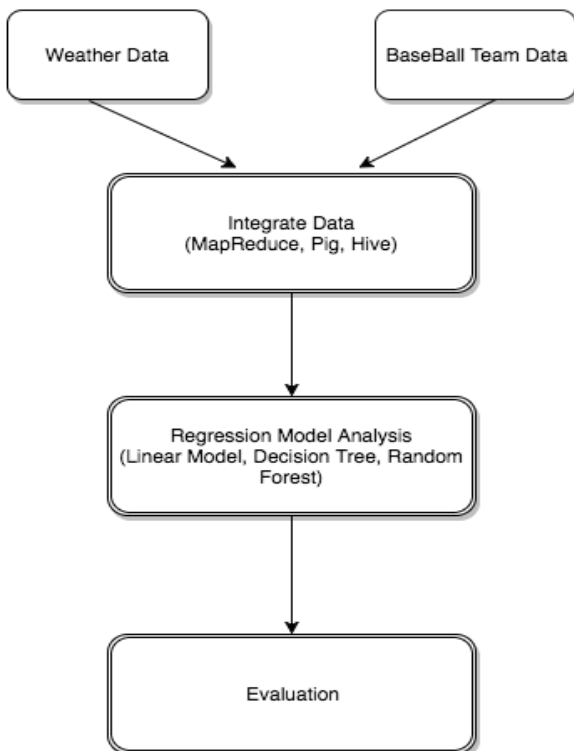 Weather Data
BaseBall Team Data
Integrate Data
(MapReduce, Pig, Hive)
Regression Model Analysis
(Linear Model, Decision Tree, Random
Forest)
Evaluation